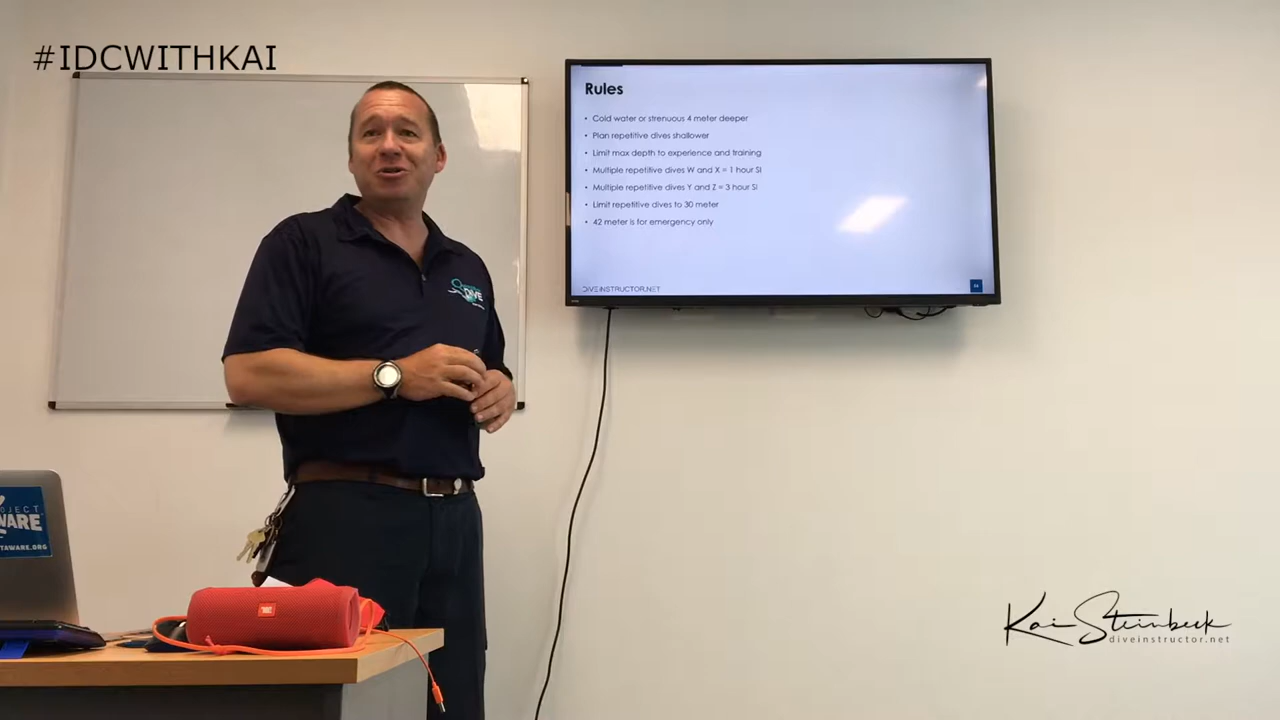 #IDCWITHKAI
Rules
• Cold water or strenuous 4 meter deeper
• Plan repetitive dives shallower
• Limit max depth to experience and training
• Multiple repetitive dives W and X = 1 hour SI
• Multiple repetitive dives Y and Z = 3 hour SI
• Limit repetitive dives to 30 meter
• 42 meter is for emergency only
DIVEINSTRUCTOR.NET
DIVE
JBL
Kai Steinbeck
diveinstructor.net